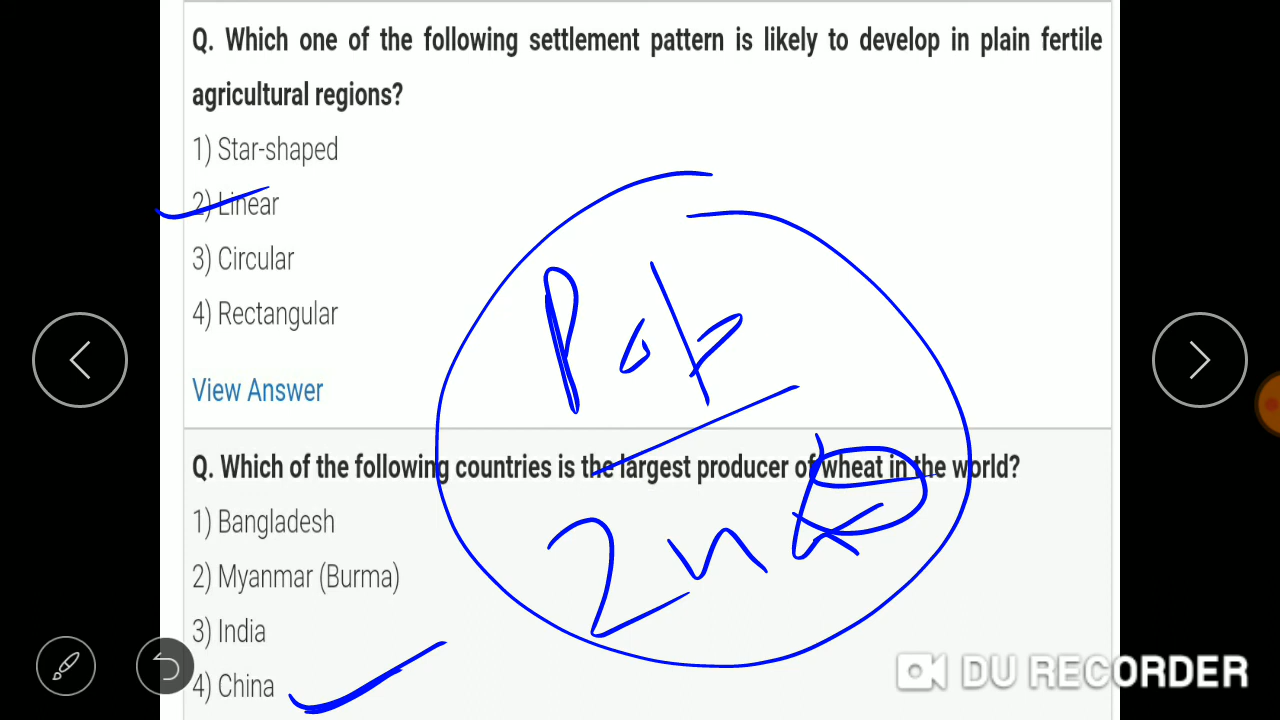 Q. Which one of the following settlement pattern is likely to develop in plain fertile
agricultural regions?
1) Star-shaped
2) Linear
3) Circular
4) Rectangular
View Answer
Pop
Q. Which of the following countries is the largest producer of wheat in the world?
2nd
1) Bangladesh
2) Myanmar (Burma)
3) India
4) China
DU RECORDER